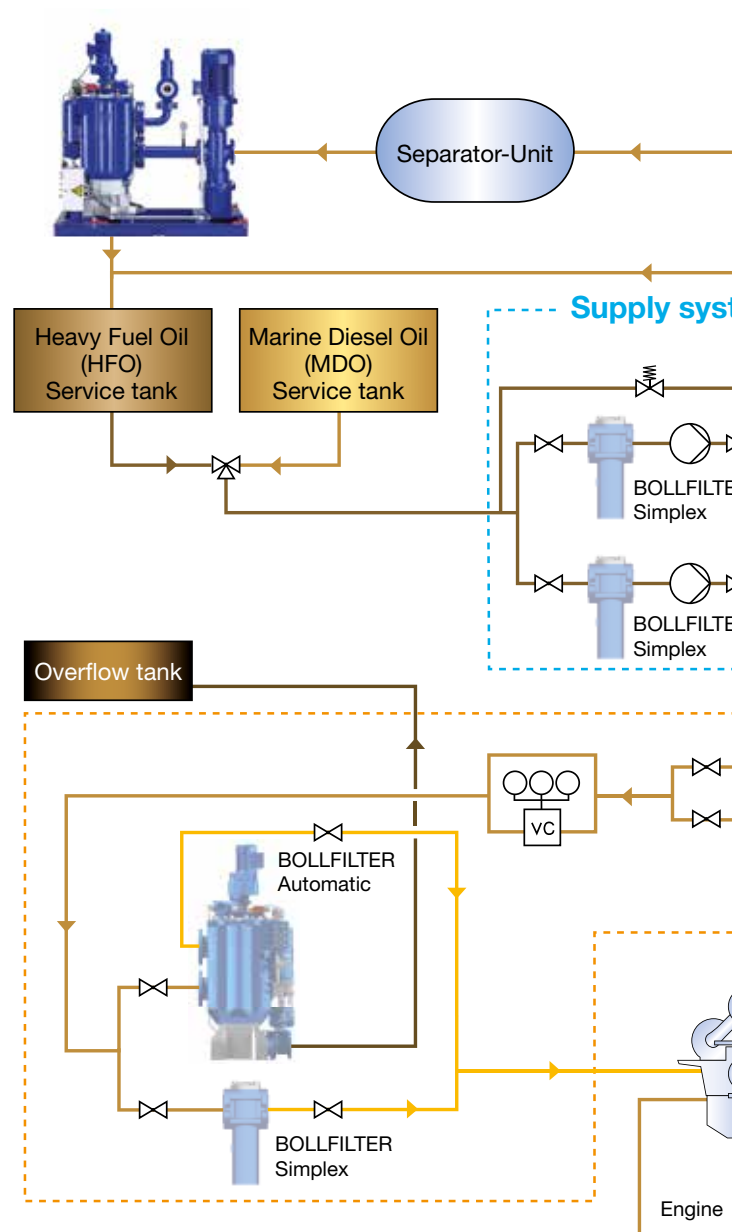 Separator-Unit
Supply syst
Heavy Fuel Oil
(HFO)
Service tank
Marine Diesel Oil
(MDO)
Service tank
BOLLFILTE
Simplex
BOLLFILTE
Simplex
Overflow tank
VC
BOLLFILTER
Automatic
BOLLFILTER
Simplex
Engine